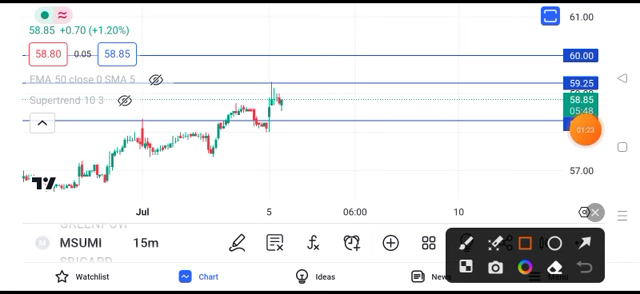 61.00
58.85 +0.70 (+1.20%)
58.80 0.05 58.85
60.00
EMA 50 close 0 SMA 5
59.25
Supertrend 10 3
58.85
05:48
01:23
57.00
Jul 5 06:00 10
MSUMI 15m
Watchlist Chart Ideas News Menu